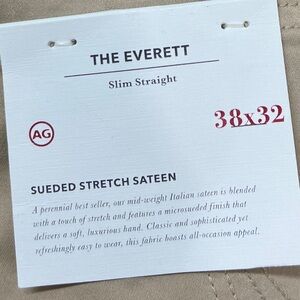 THE EVERETT
Slim Straight
AG
38x32
SUEDED STRETCH SATEEN
A perennial best seller, our mid-weight Italian sateen is blended
with a touch of stretch and features a microsueded finish that
delivers a soft, luxurious hand. Classic and sophisticated yet
refreshingly easy to wear, this fabric boasts all-occasion appeal.